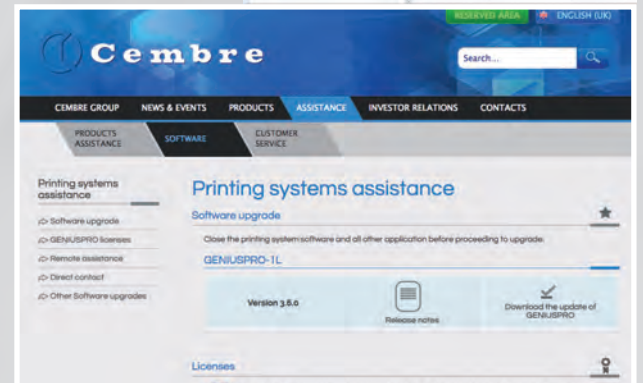 RESERVED AREA ENGLISH (UK)
Cembre
Search...
CEMBRE GROUP NEWS & EVENTS PRODUCTS ASSISTANCE INVESTOR RELATIONS CONTACTS
PRODUCTS ASSISTANCE SOFTWARE CUSTOMER SERVICE
Printing systems assistance
Software upgrade
GENIUSPRO licenses
Remote assistance
Direct contact
Other Software upgrades
Printing systems assistance
Software upgrade
Close the printing system software and all other application before proceeding to upgrade.
GENIUSPRO-1L
Version 3.6.0
Release notes
Download the update of GENIUSPRO
Licenses